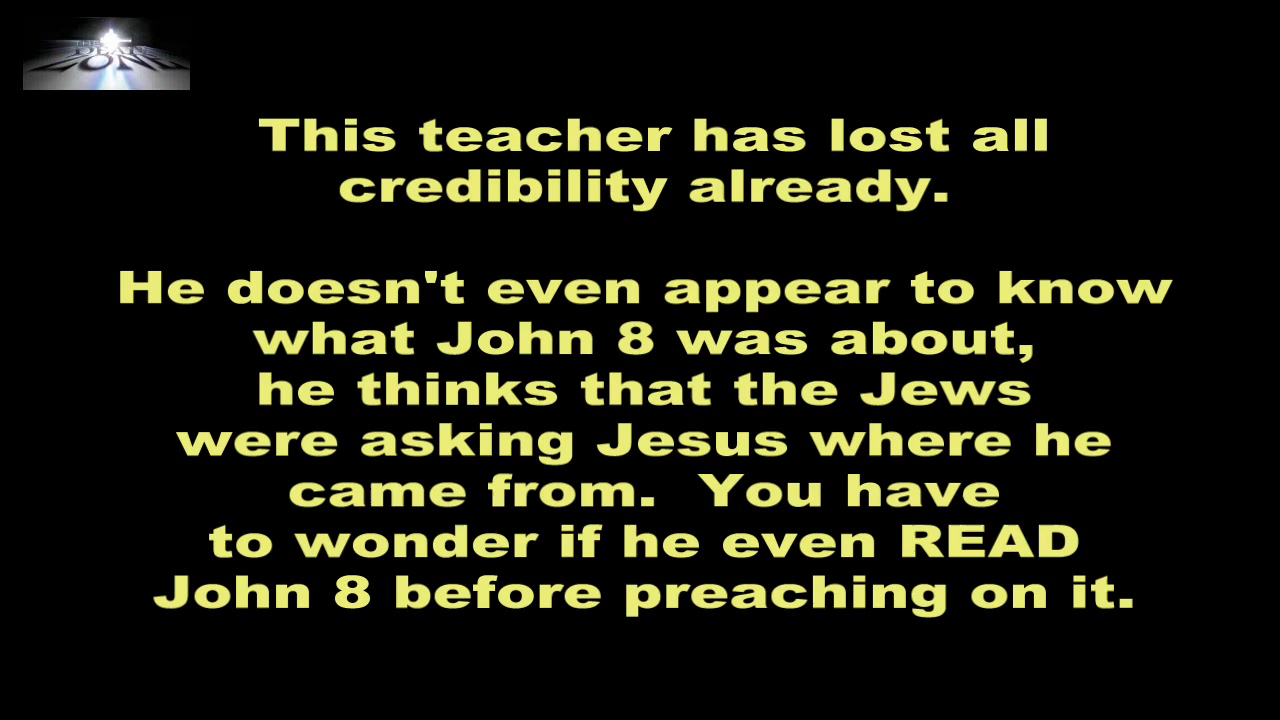 THE
ZONE
This teacher has lost all
credibility already.
He doesn't even appear to know
what John 8 was about,
he thinks that the Jews
were asking Jesus where he
came from.  You have
to wonder if he even READ
John 8 before preaching on it.